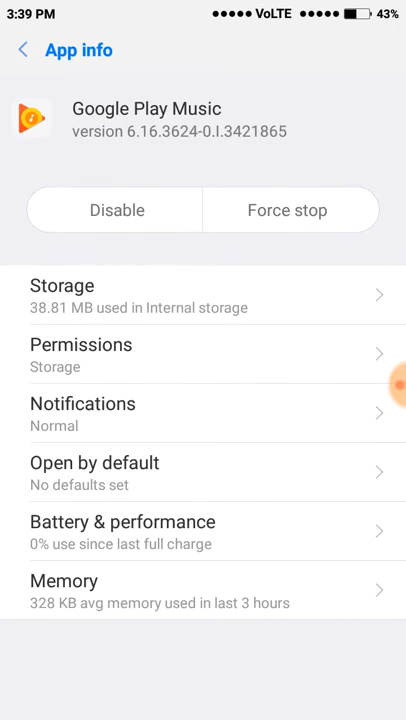 3:39 PM VoLTE 43%
App info
Google Play Music
version 6.16.3624-0.I.3421865
Disable Force stop
Storage
38.81 MB used in Internal storage
Permissions
Storage
Notifications
Normal
Open by default
No defaults set
Battery & performance
0% use since last full charge
Memory
328 KB avg memory used in last 3 hours